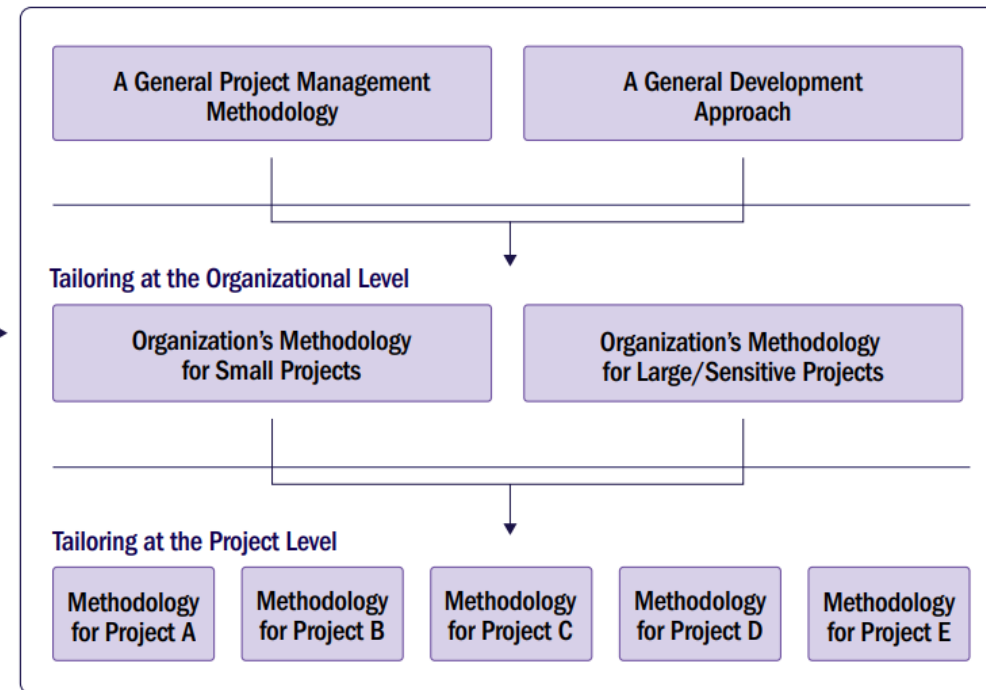 A General Project Management
Methodology
A General Development
Approach
Tailoring at the Organizational Level
Organization’s Methodology
for Small Projects
Organization’s Methodology
for Large/Sensitive Projects
Tailoring at the Project Level
Methodology
for Project A
Methodology
for Project B
Methodology
for Project C
Methodology
for Project D
Methodology
for Project E